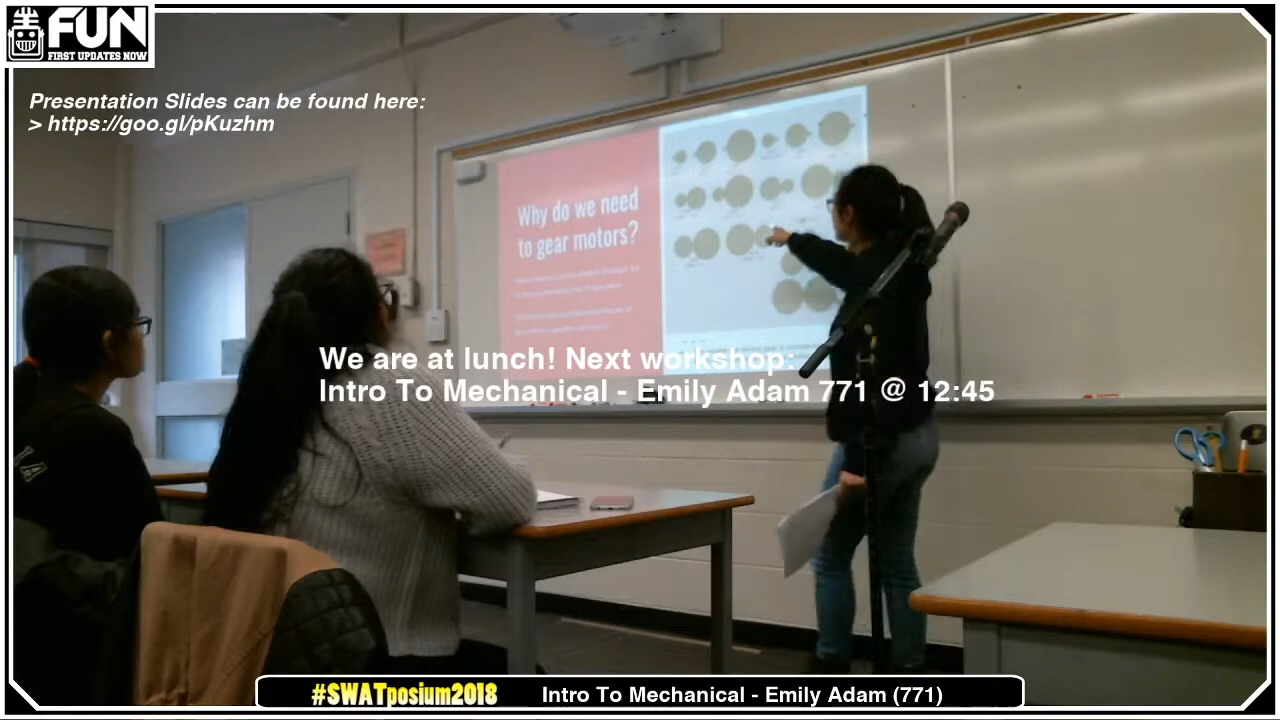 FUN
FIRST UPDATES NOW
Presentation Slides can be found here:
> https://goo.gl/pKuzhm
Why do we need
to gear motors?
We are at lunch! Next workshop:
Intro To Mechanical - Emily Adam 771 @ 12:45
#SWATposium2018
Intro To Mechanical - Emily Adam (771)